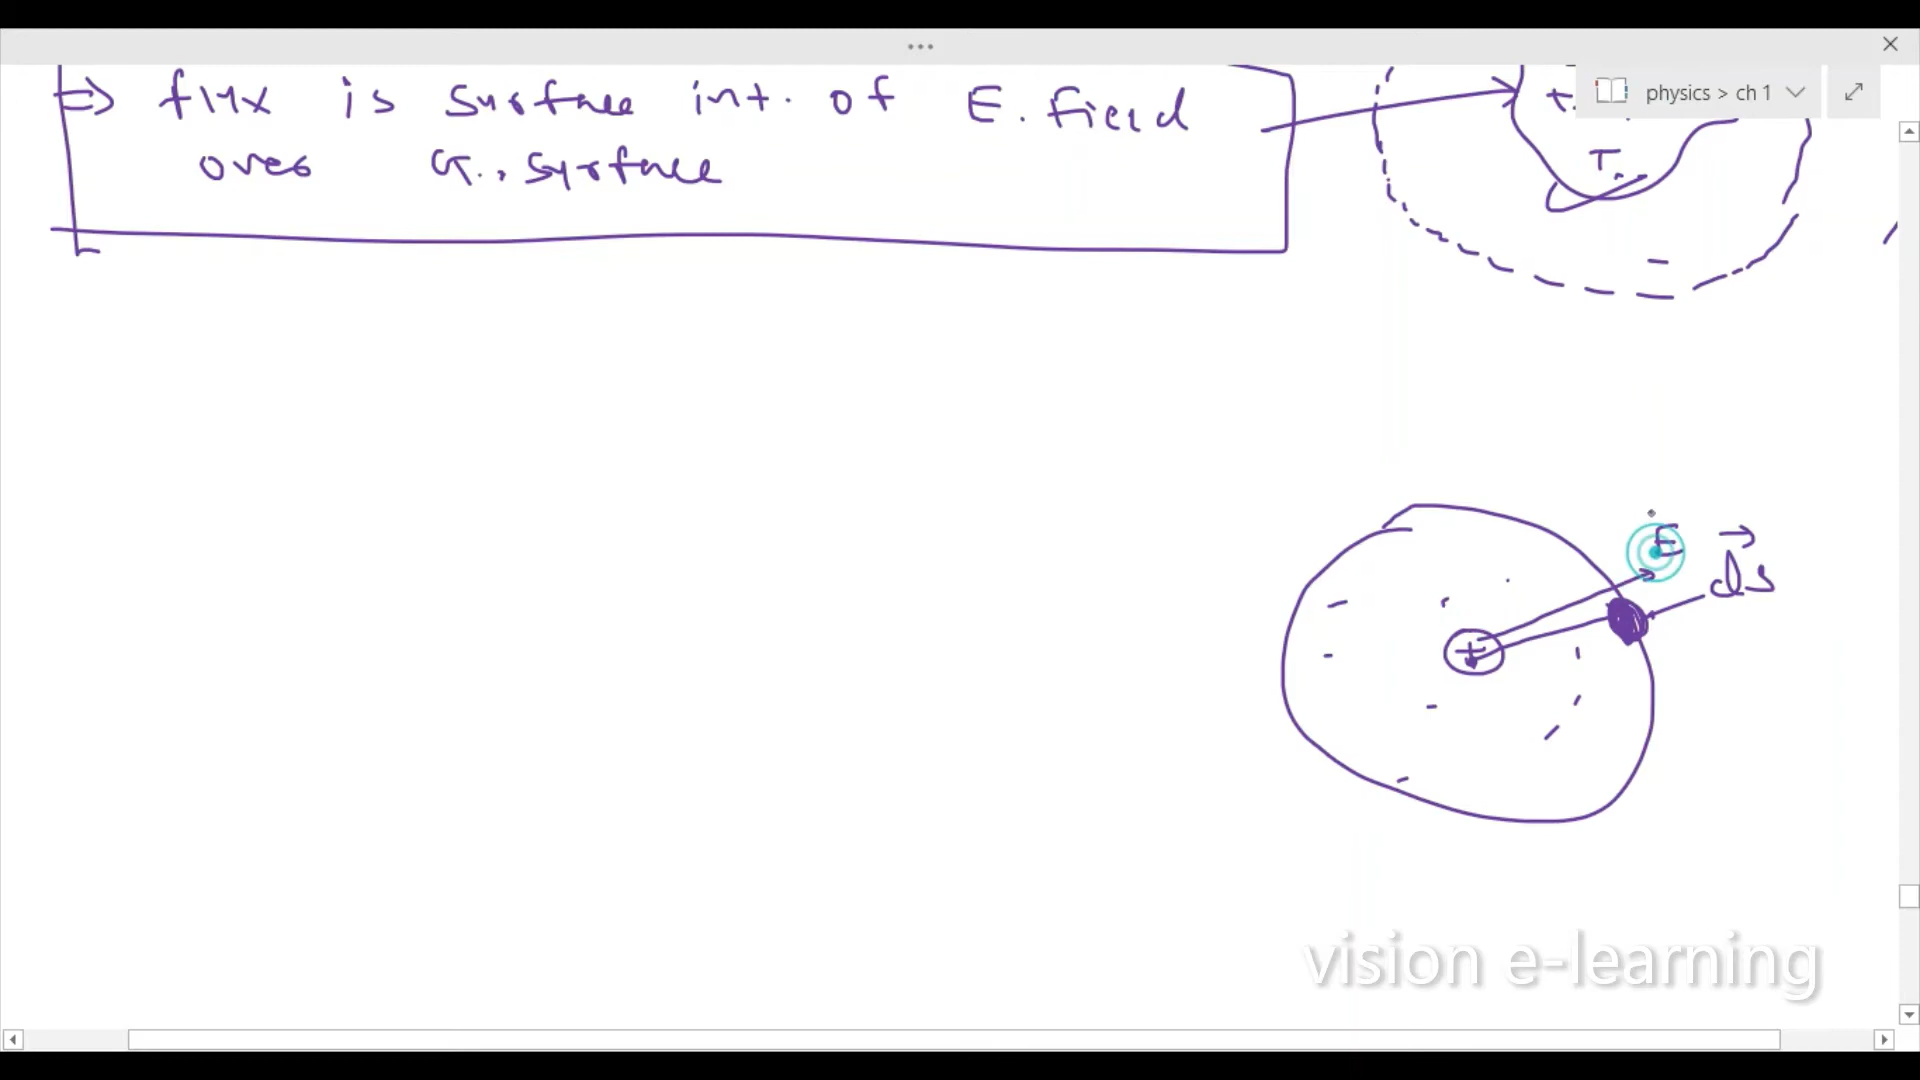 physics > ch 1
⇒ flux is surface int. of E. field
over G., surface
T.
E
ds
+
vision e-learning